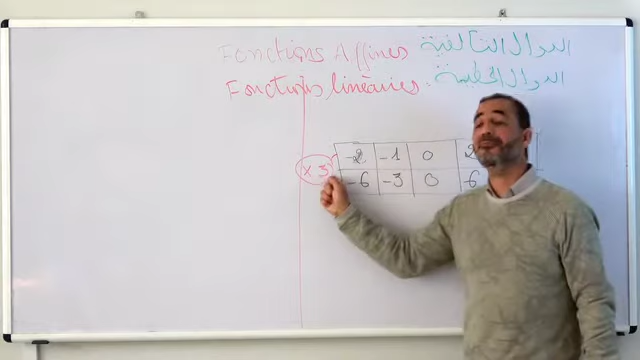 Fonctions Affines الدوال التآلفية
Fonctions linéaires. الدوال الخطية
-2 -1 0 2
x 3 -6 -3 0 6